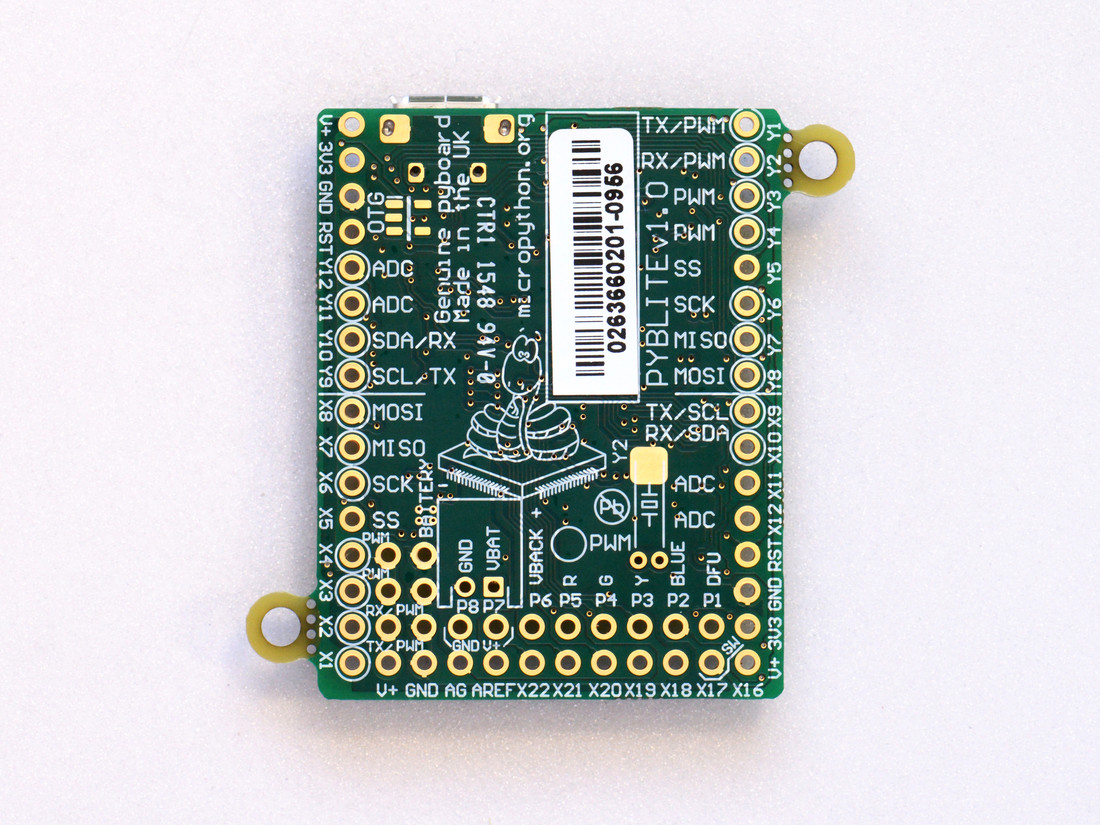 V+
3V3
GND
RST
Y12
Y11
Y10
Y9
X8
X7
X6
X5
X4
X3
X2
X1
OTG
ADC
ADC
SDA/RX
SCL/TX
MOSI
MISO
SCK
SS
PWM
PWM
RX/PWM
TX/PWM
Genuine pyboard
Made in the UK
CTR1 1548 94V-0
micropython.org
0263660201-0956
PYBLITEv1.0
TX/PWM
RX/PWM
PWM
PWM
SS
SCK
MISO
MOSI
TX/SCL
RX/SDA
ADC
ADC
Y1
Y2
Y3
Y4
Y5
Y6
Y7
Y8
X9
X10
X11
X12
RST
GND
3V3
V+
Y2
Pb
PWM
BATTERY
- +
GND
VBAT
VBACK
R
G
Y
BLUE
DFU
P8 P7 P6 P5 P4 P3 P2 P1
GND V+
SW
V+ GND AG AREF X22 X21 X20 X19 X18 X17 X16